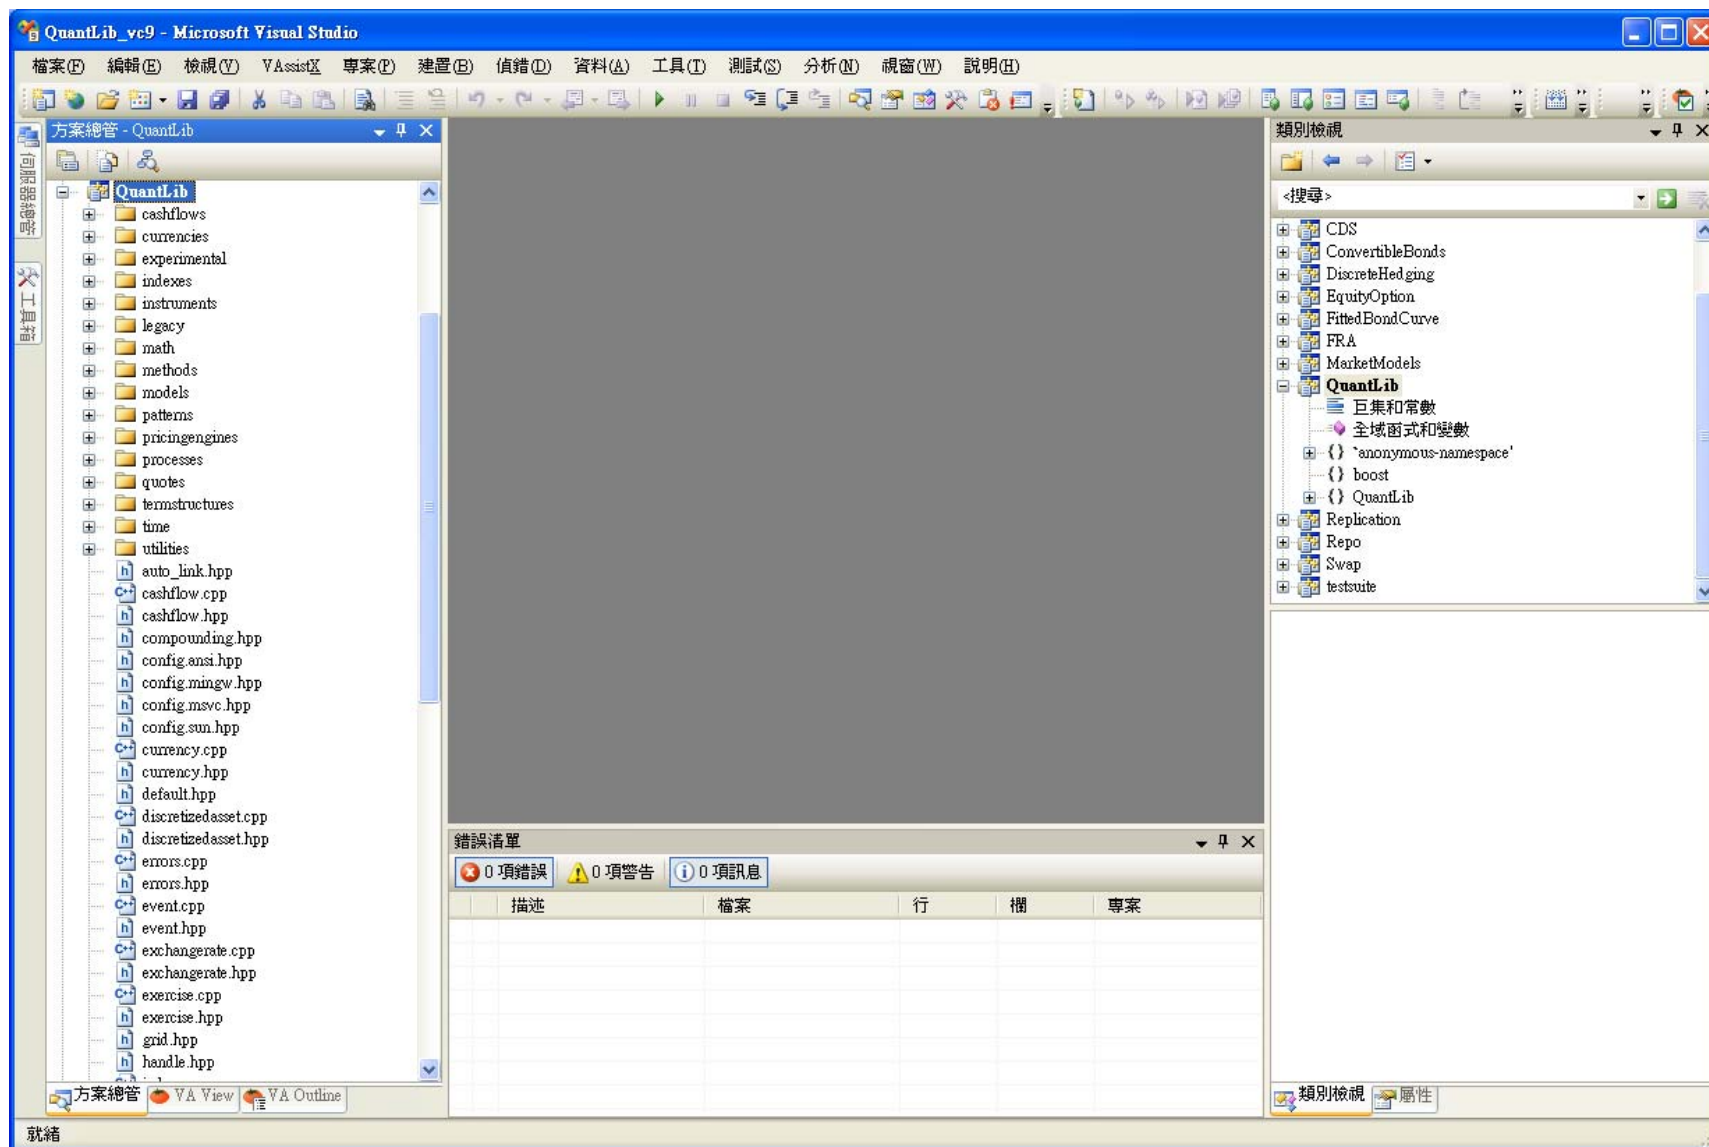 QuantLib_vc9 - Microsoft Visual Studio
檔案(F) 編輯(E) 檢視(V) VAssistX 專案(P) 建置(B) 偵錯(D) 資料(A) 工具(T) 測試(S) 分析(N) 視窗(W) 說明(H)
伺服器總管
工具箱
方案總管 - QuantLib
QuantLib
cashflows
currencies
experimental
indexes
instruments
legacy
math
methods
models
patterns
pricingengines
processes
quotes
termstructures
time
utilities
auto_link.hpp
cashflow.cpp
cashflow.hpp
compounding.hpp
config.ansi.hpp
config.mingw.hpp
config.msvc.hpp
config.sun.hpp
currency.cpp
currency.hpp
default.hpp
discretizedasset.cpp
discretizedasset.hpp
errors.cpp
errors.hpp
event.cpp
event.hpp
exchangerate.cpp
exchangerate.hpp
exercise.cpp
exercise.hpp
grid.hpp
handle.hpp
方案總管 VA View VA Outline
錯誤清單
0 項錯誤 0 項警告 0 項訊息
描述 檔案 行 欄 專案
類別檢視
<搜尋>
CDS
ConvertibleBonds
DiscreteHedging
EquityOption
FittedBondCurve
FRA
MarketModels
QuantLib
巨集和常數
全域函式和變數
{} `anonymous-namespace'
{} boost
{} QuantLib
Replication
Repo
Swap
testsuite
類別檢視 屬性
就緒